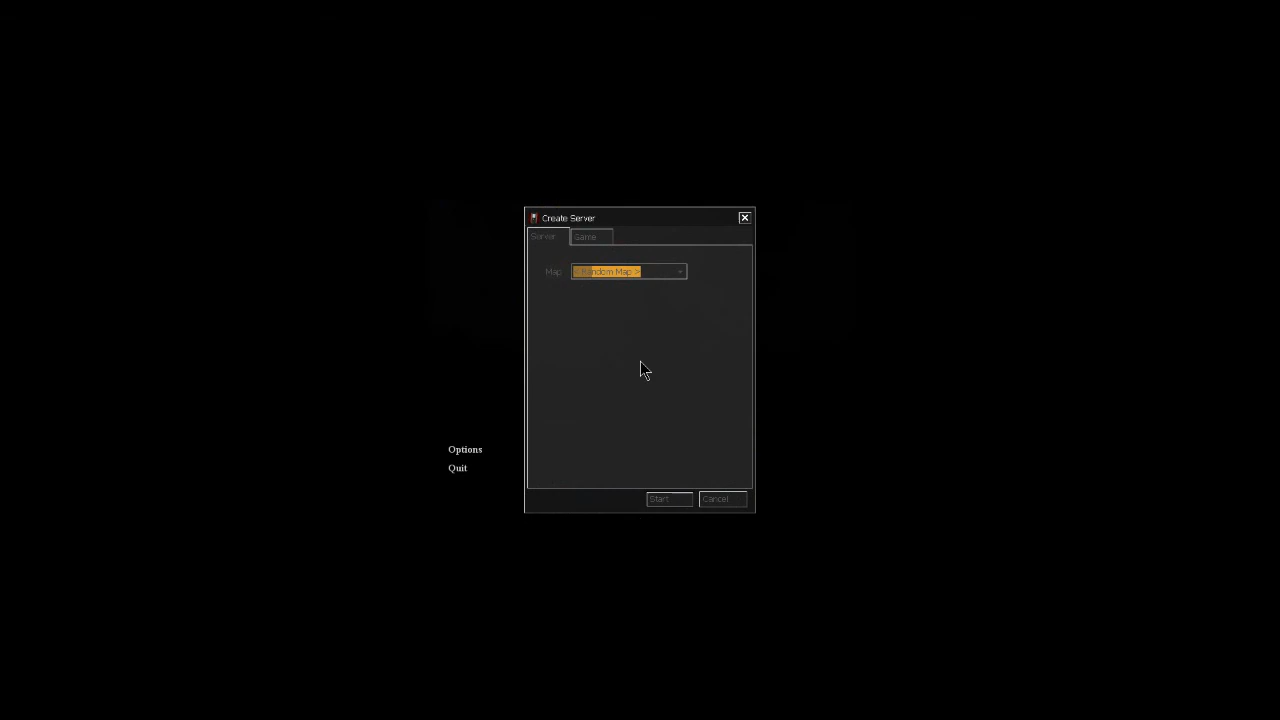 Create Server
Server Game
Map < Random Map >
Options
Quit
Start Cancel